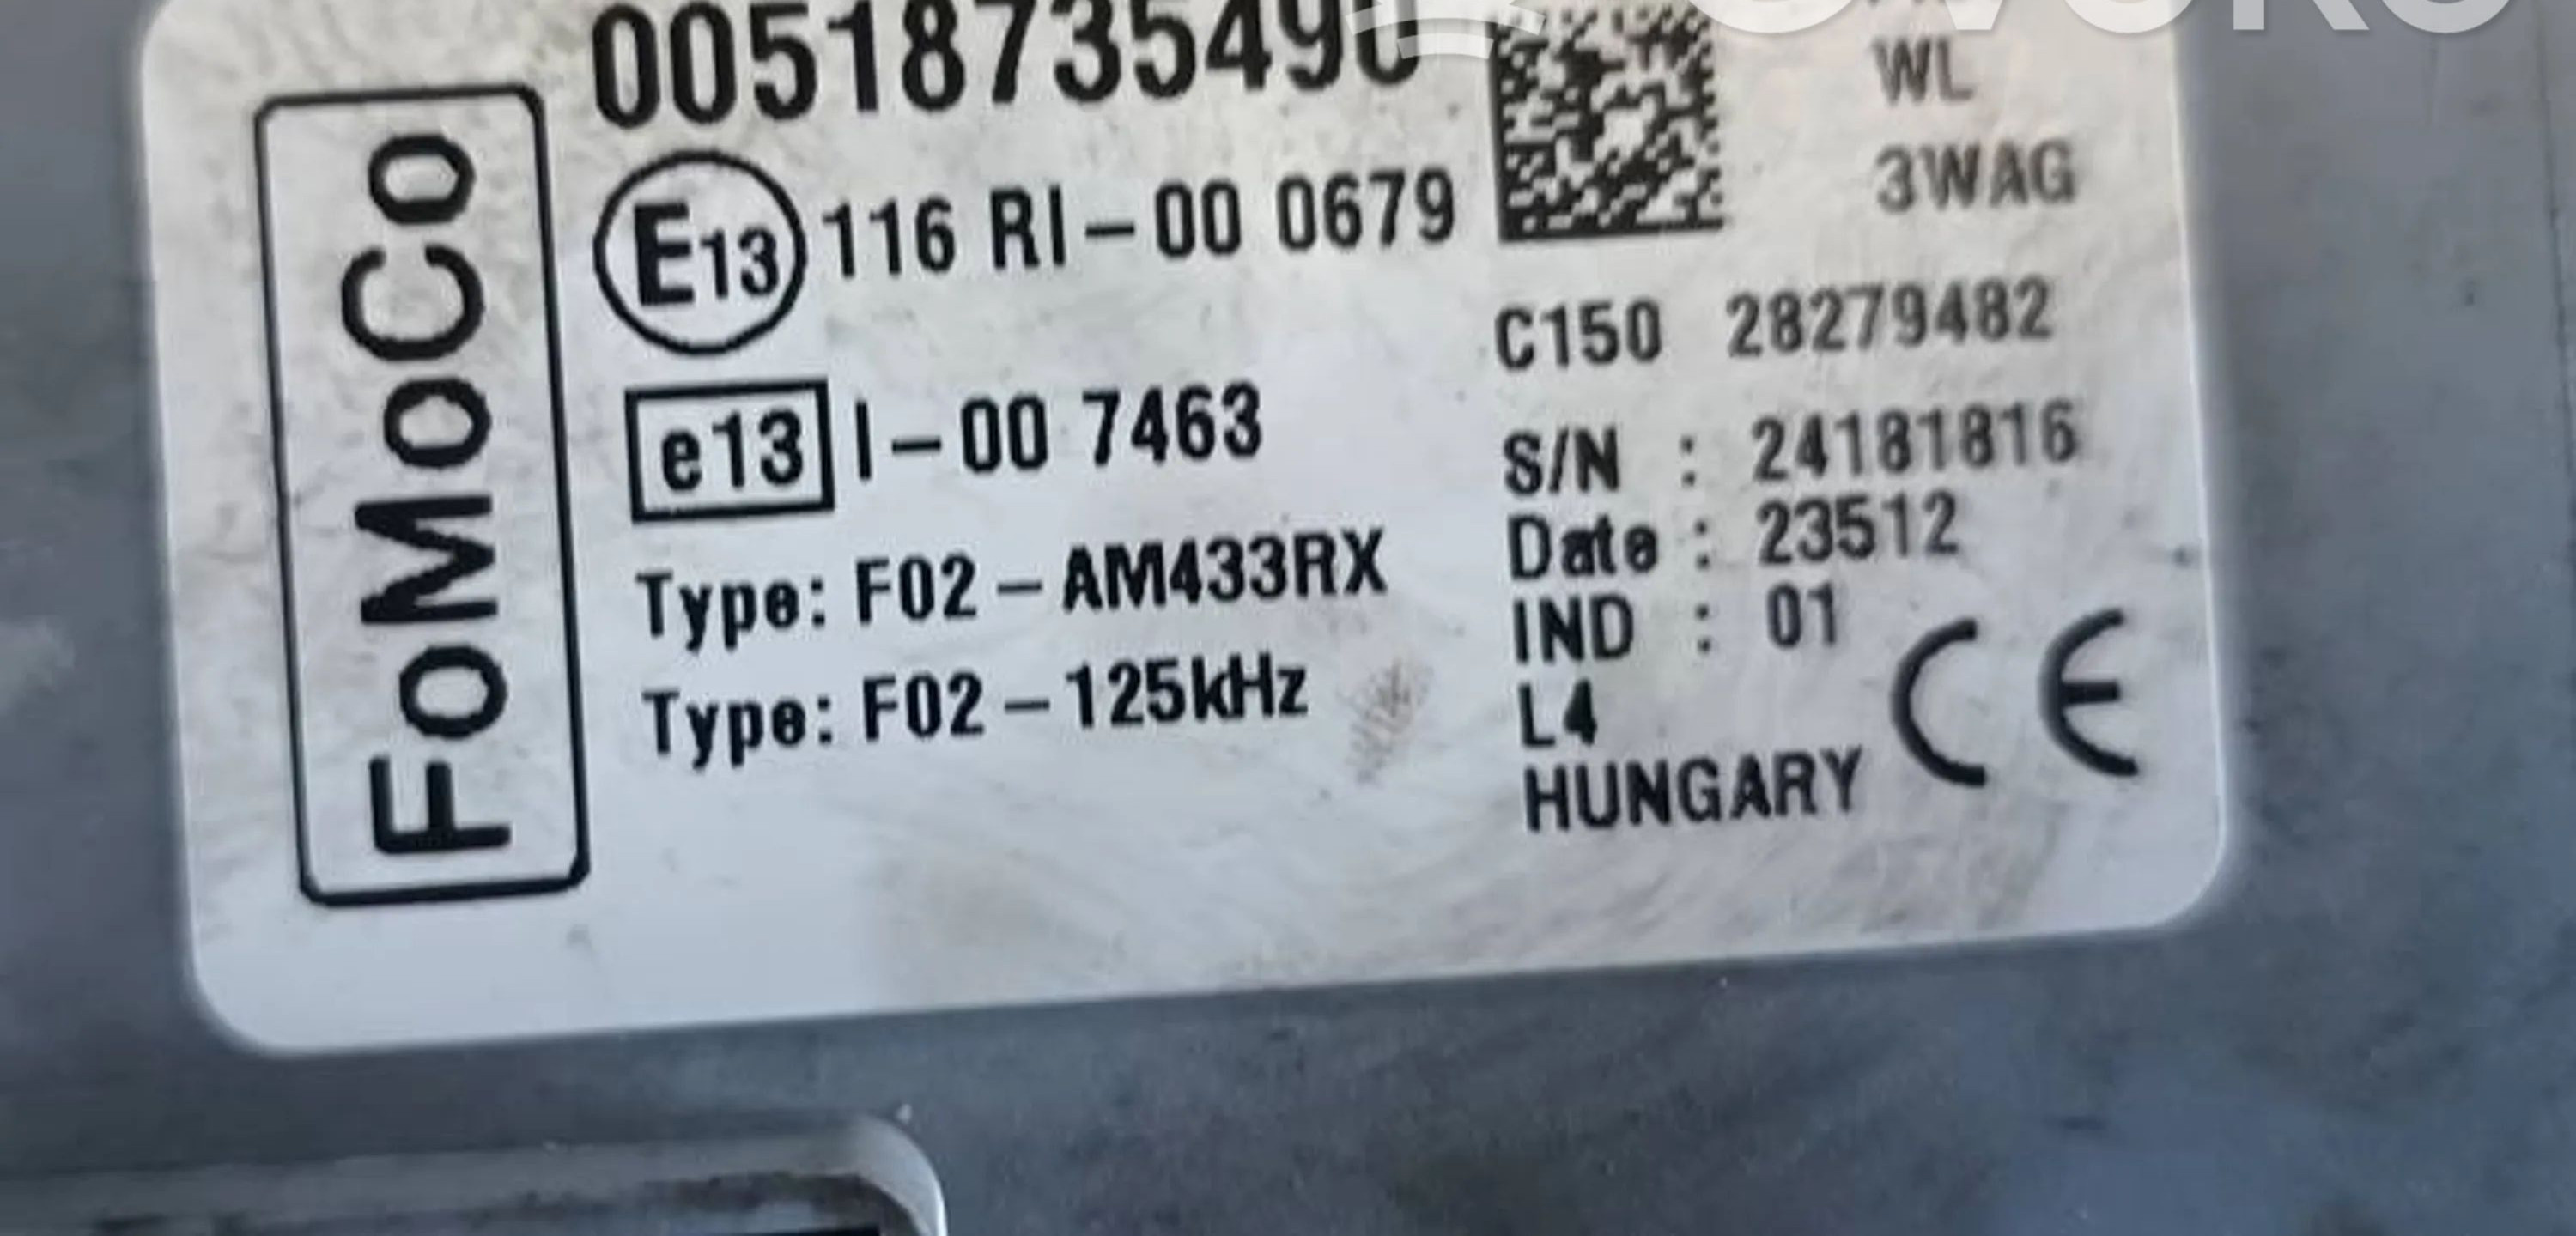 FoMoCo
00518735490
E13 116 RI-00 0679
e13 I-00 7463
Type: F02-AM433RX
Type: F02-125kHz
WL
3WAG
C150 28279482
S/N : 24181816
Date : 23512
IND : 01
L4
HUNGARY
CE